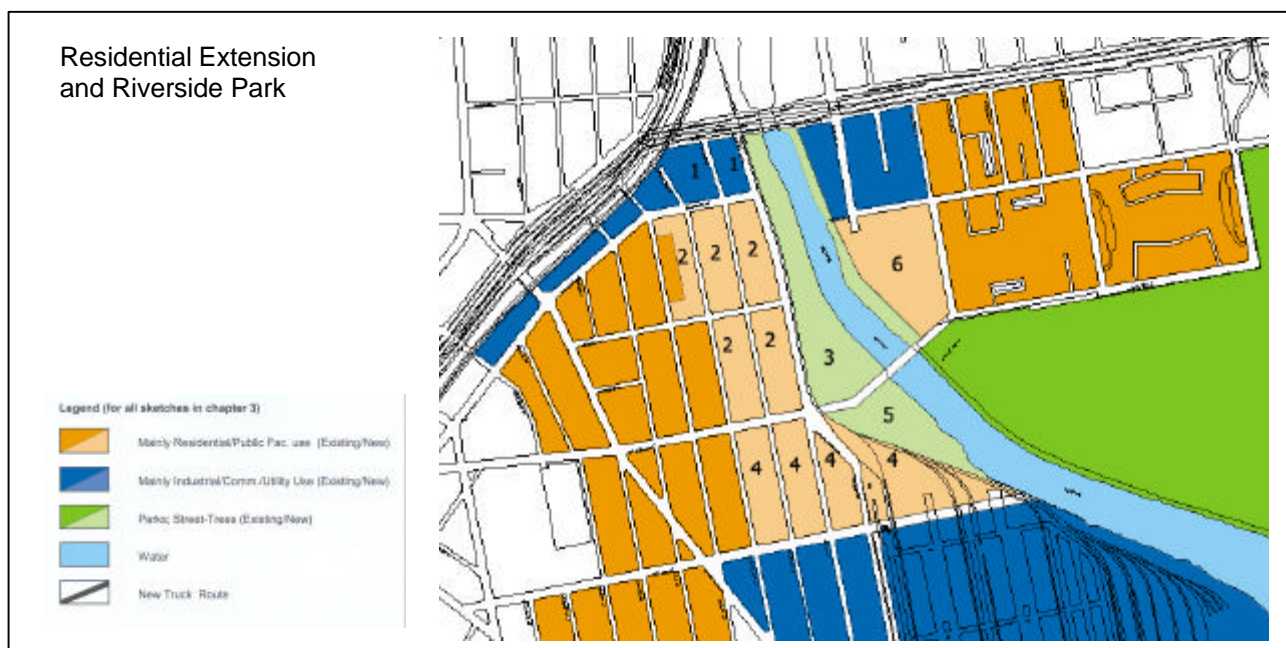 Residential Extension
and Riverside Park
1
1
2
2
2
6
2
2
3
5
4
4
4
4
Legend (for all sketches in chapter 3)
Mainly Residential/Public Fac. use (Existing/New)
Mainly Industrial/Comm./Utility Use (Existing/New)
Parks; Street-Trees (Existing/New)
Water
New Truck Route